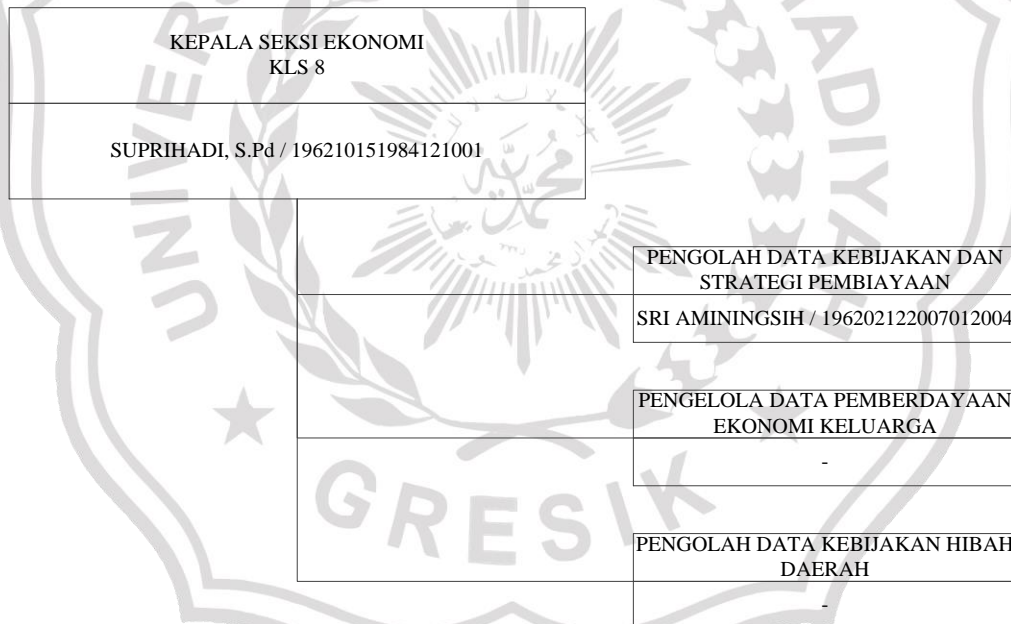 KEPALA SEKSI EKONOMI
KLS 8
SUPRIHADI, S.Pd / 196210151984121001
PENGOLAH DATA KEBIJAKAN DAN
STRATEGI PEMBIAYAAN
SRI AMININGSIH / 196202122007012004
PENGELOLA DATA PEMBERDAYAAN
EKONOMI KELUARGA
-
PENGOLAH DATA KEBIJAKAN HIBAH
DAERAH
-
GRESIK